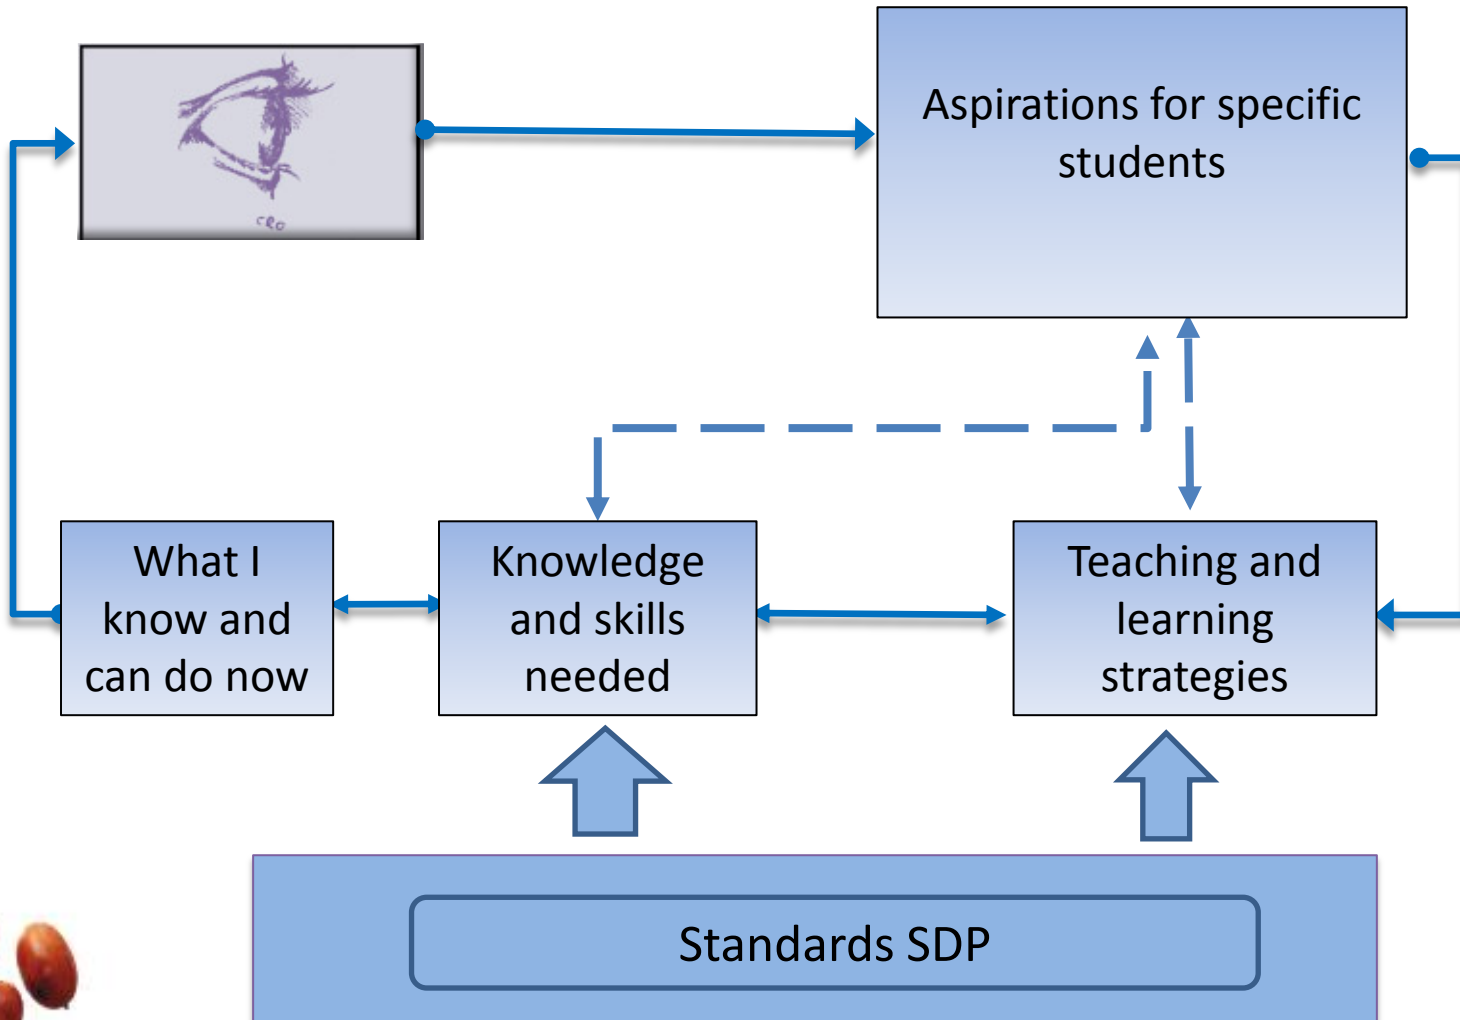 Aspirations for specific
students
What I
know and
can do now
Knowledge
and skills
needed
Teaching and
learning
strategies
Standards SDP